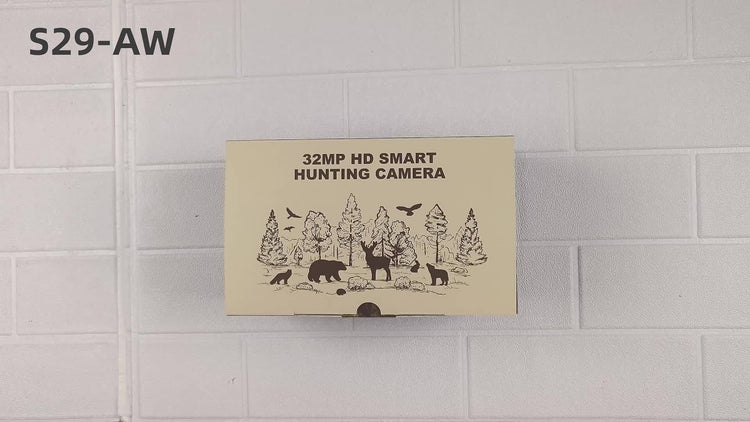 S29-AW
32MP HD SMART
HUNTING CAMERA